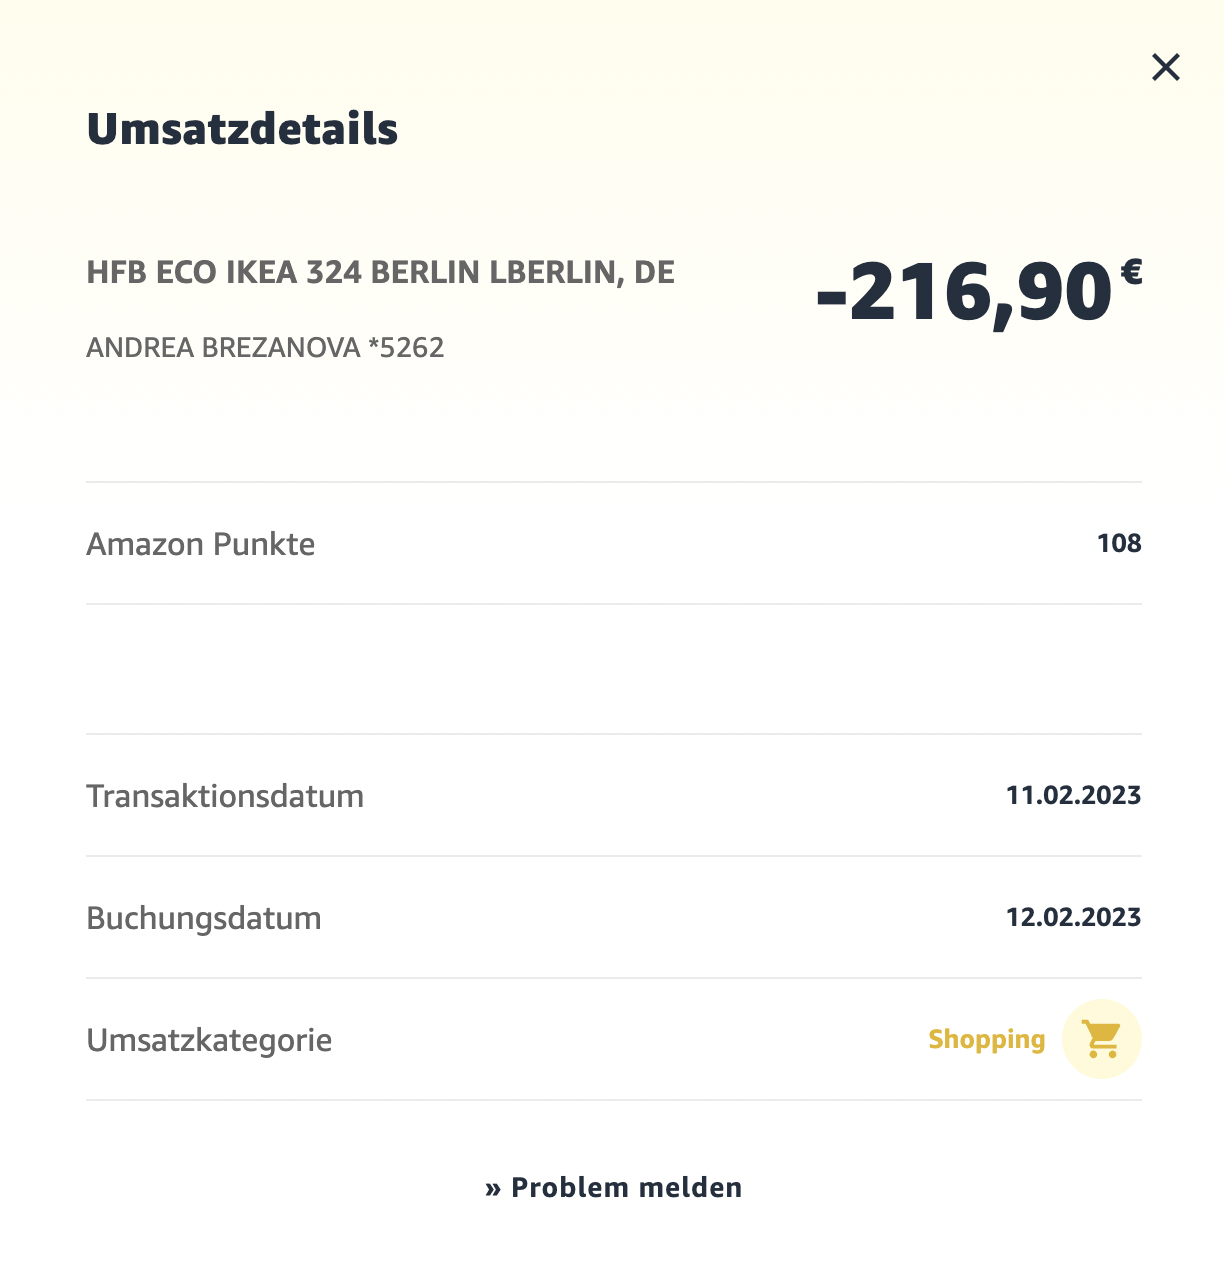 Umsatzdetails
HFB ECO IKEA 324 BERLIN LBERLIN, DE
-216,90 €
ANDREA BREZANOVA *5262
Amazon Punkte 108
Transaktionsdatum 11.02.2023
Buchungsdatum 12.02.2023
Umsatzkategorie Shopping
» Problem melden